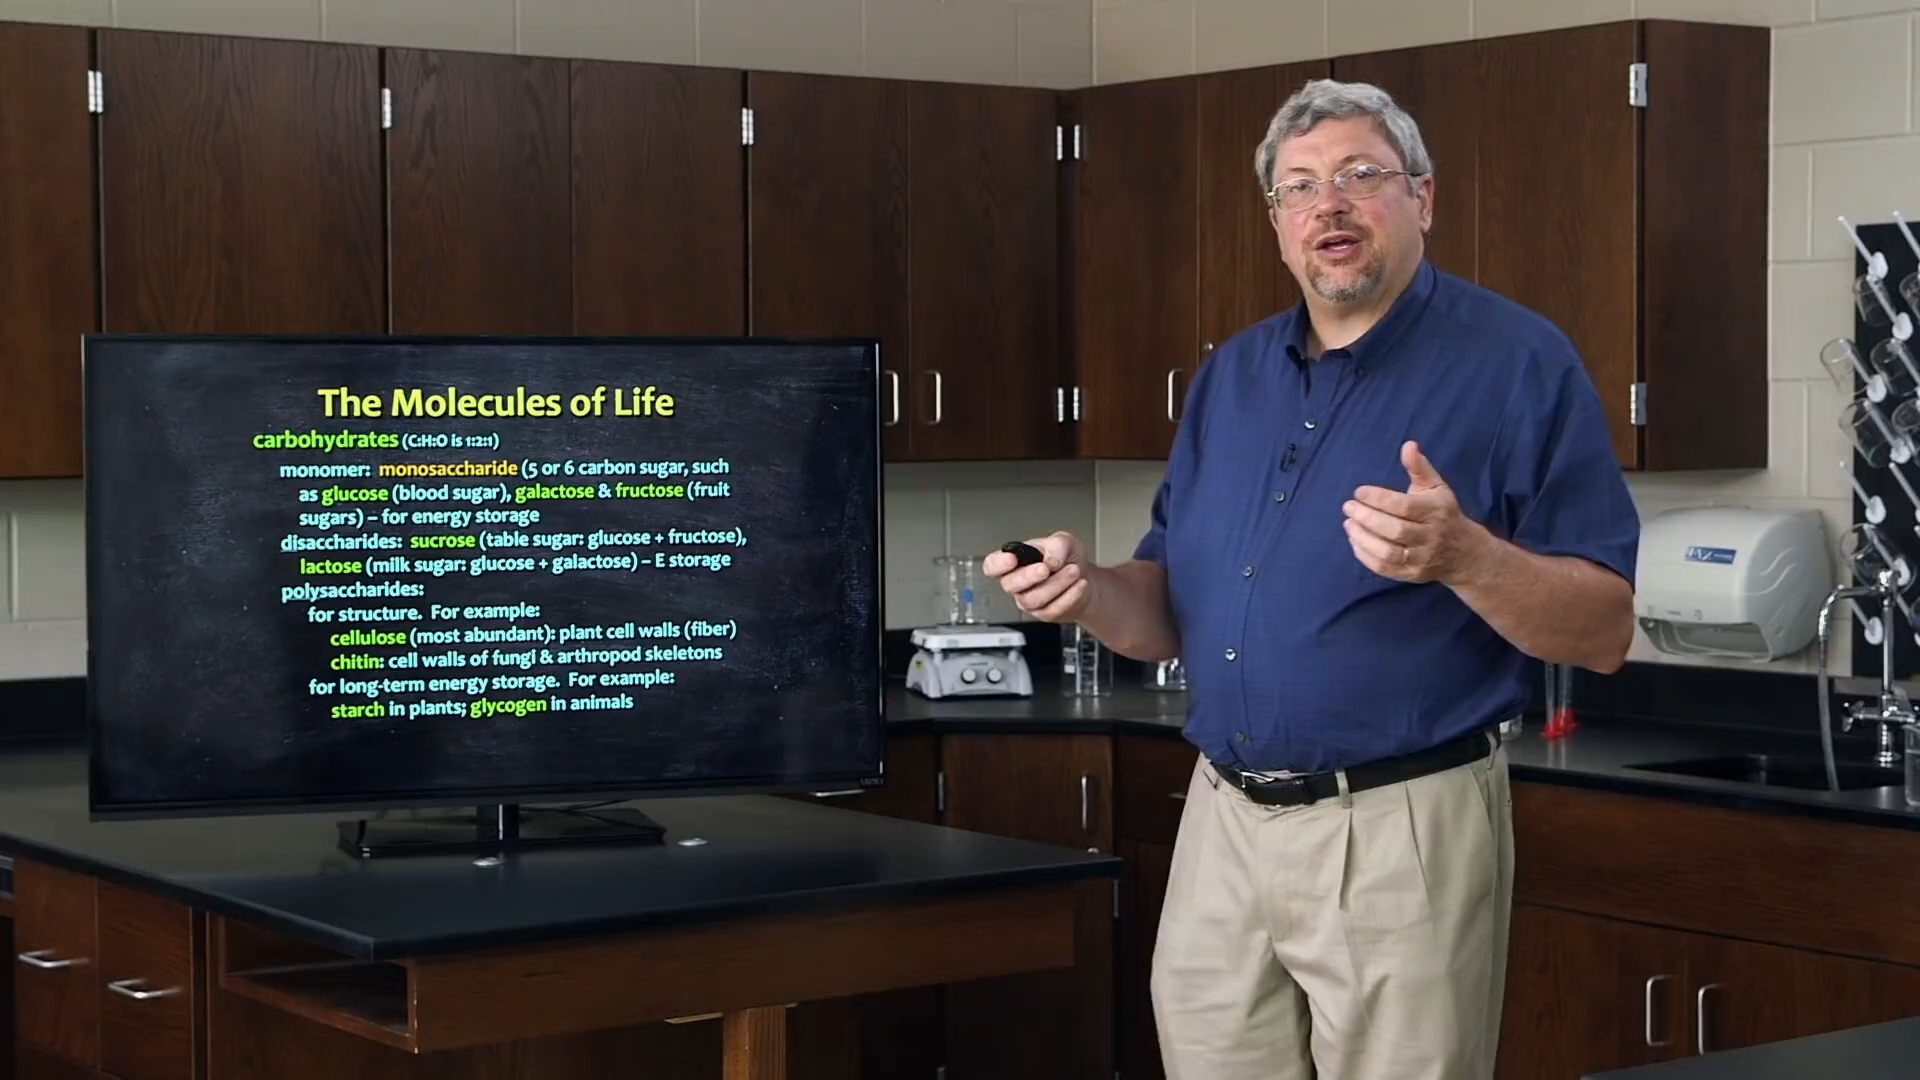 The Molecules of Life
carbohydrates (C:H:O is 1:2:1)
monomer: monosaccharide (5 or 6 carbon sugar, such
as glucose (blood sugar), galactose & fructose (fruit
sugars) – for energy storage
disaccharides: sucrose (table sugar: glucose + fructose),
lactose (milk sugar: glucose + galactose) – E storage
polysaccharides:
for structure. For example:
cellulose (most abundant): plant cell walls (fiber)
chitin: cell walls of fungi & arthropod skeletons
for long-term energy storage. For example:
starch in plants; glycogen in animals